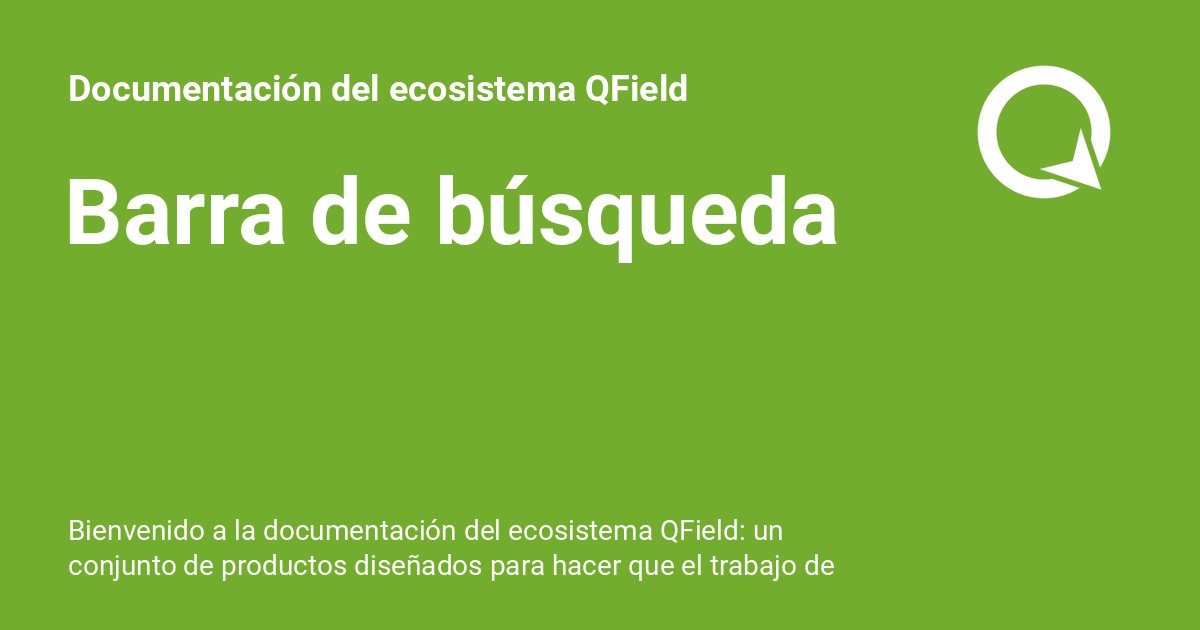 Documentación del ecosistema QField
Barra de búsqueda
Bienvenido a la documentación del ecosistema QField: un
conjunto de productos diseñados para hacer que el trabajo de